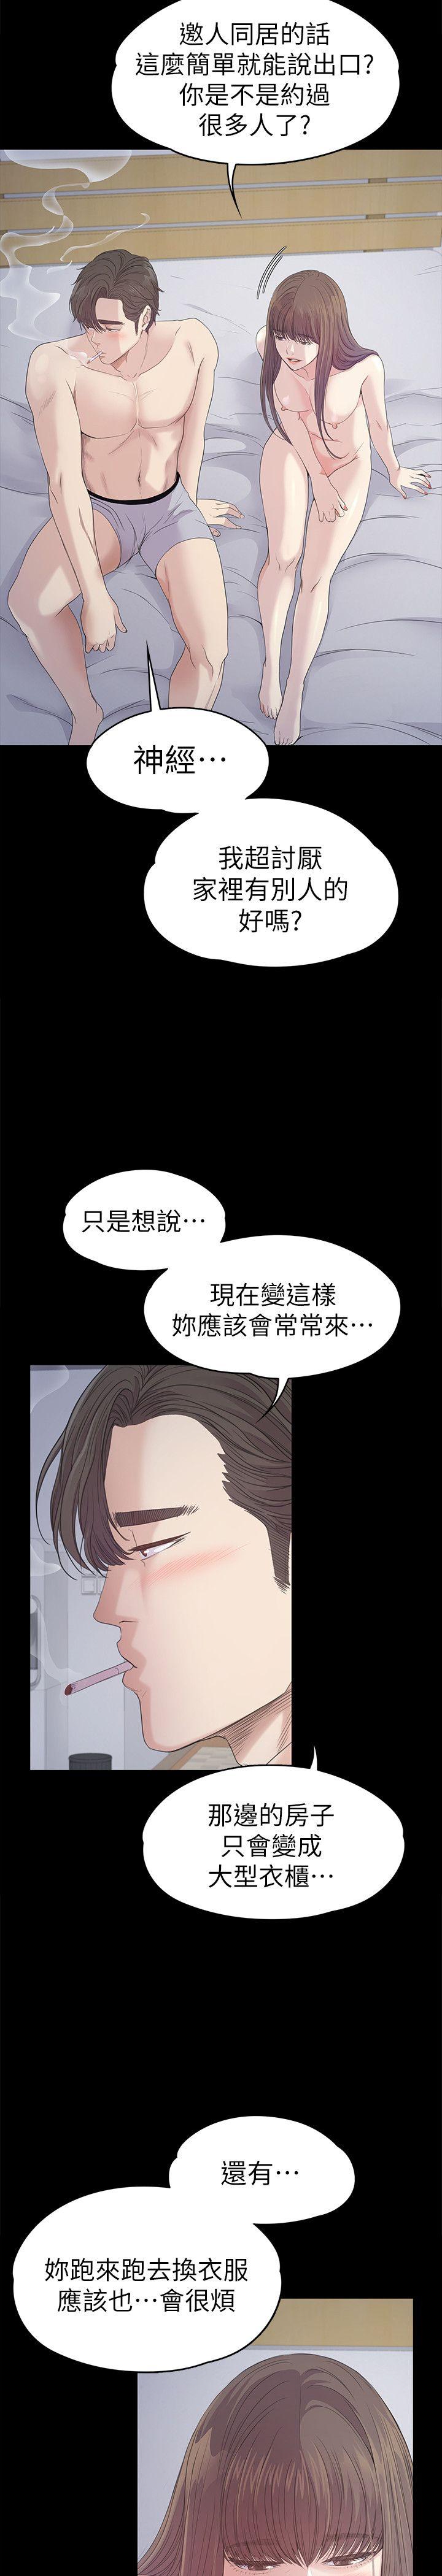 邀人同居的話
這麼簡單就能說出口?
你是不是約過
很多人了?
神經⋯
我超討厭
家裡有別人的
好嗎?
只是想說⋯
現在變這樣
妳應該會常常來⋯
那邊的房子
只會變成
大型衣櫃⋯
還有⋯
妳跑來跑去換衣服
應該也⋯會很煩